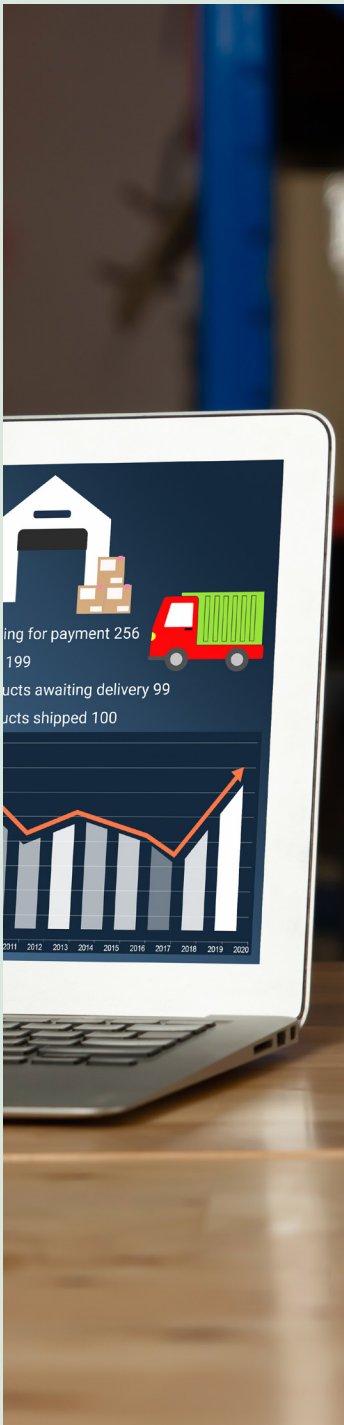 ing for payment 256
199
ucts awaiting delivery 99
ucts shipped 100
2011 2012 2013 2014 2015 2016 2017 2018 2019 2020